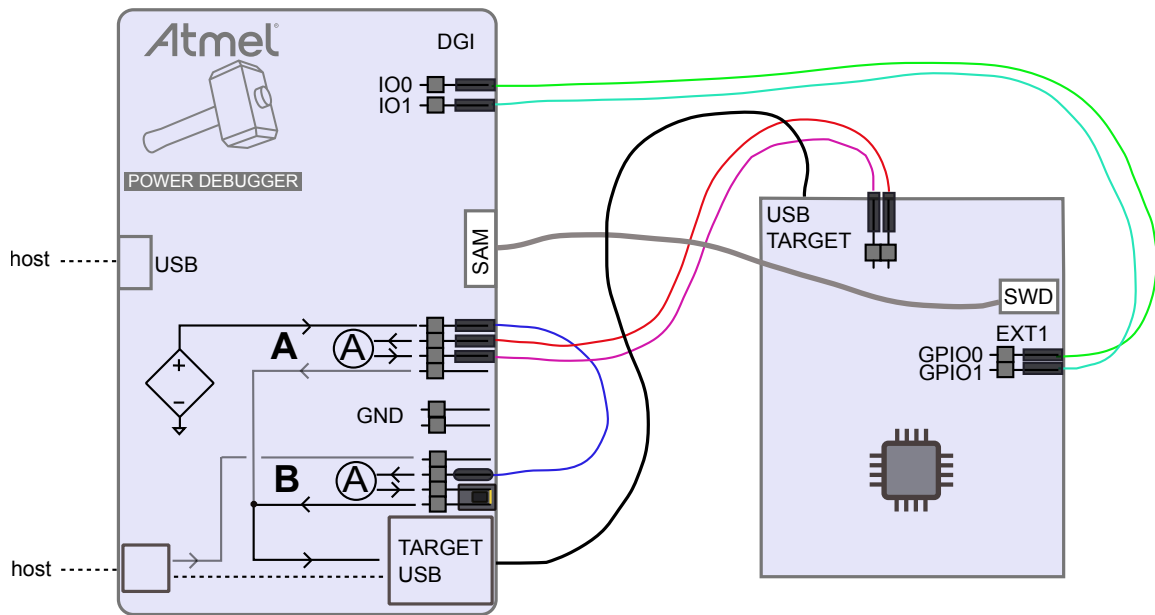 Atmel®
DGI
IO0
IO1
POWER DEBUGGER
USB
TARGET
host
USB
SAM
SWD
A
A
EXT1
GPIO0
GPIO1
GND
B
A
TARGET
USB
host